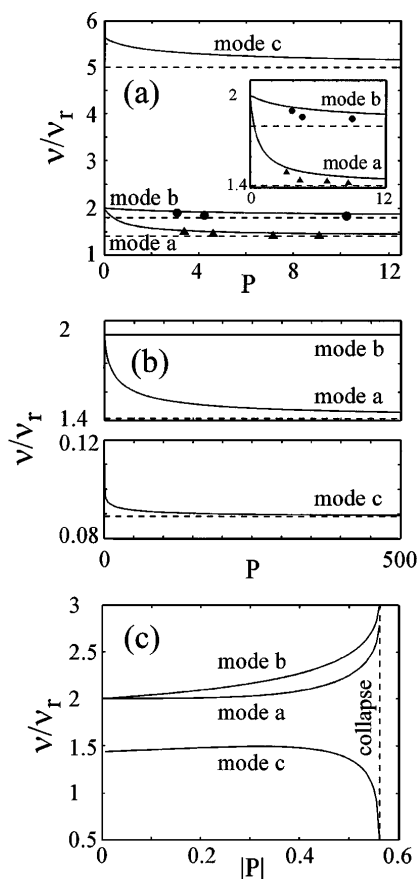 6
mode c
5
(a)
4
2
mode b
ν/νr
3
mode a
1.4
0
12
mode b
2
mode a
1
0
4
8
12
P
2
(b)
mode b
ν/νr
mode a
1.4
0.12
mode c
0.08
0
500
P
3
(c)
2.5
mode b
ν/νr
2
mode a
collapse
1.5
mode c
0.5
0
0.2
0.4
0.6
|P|